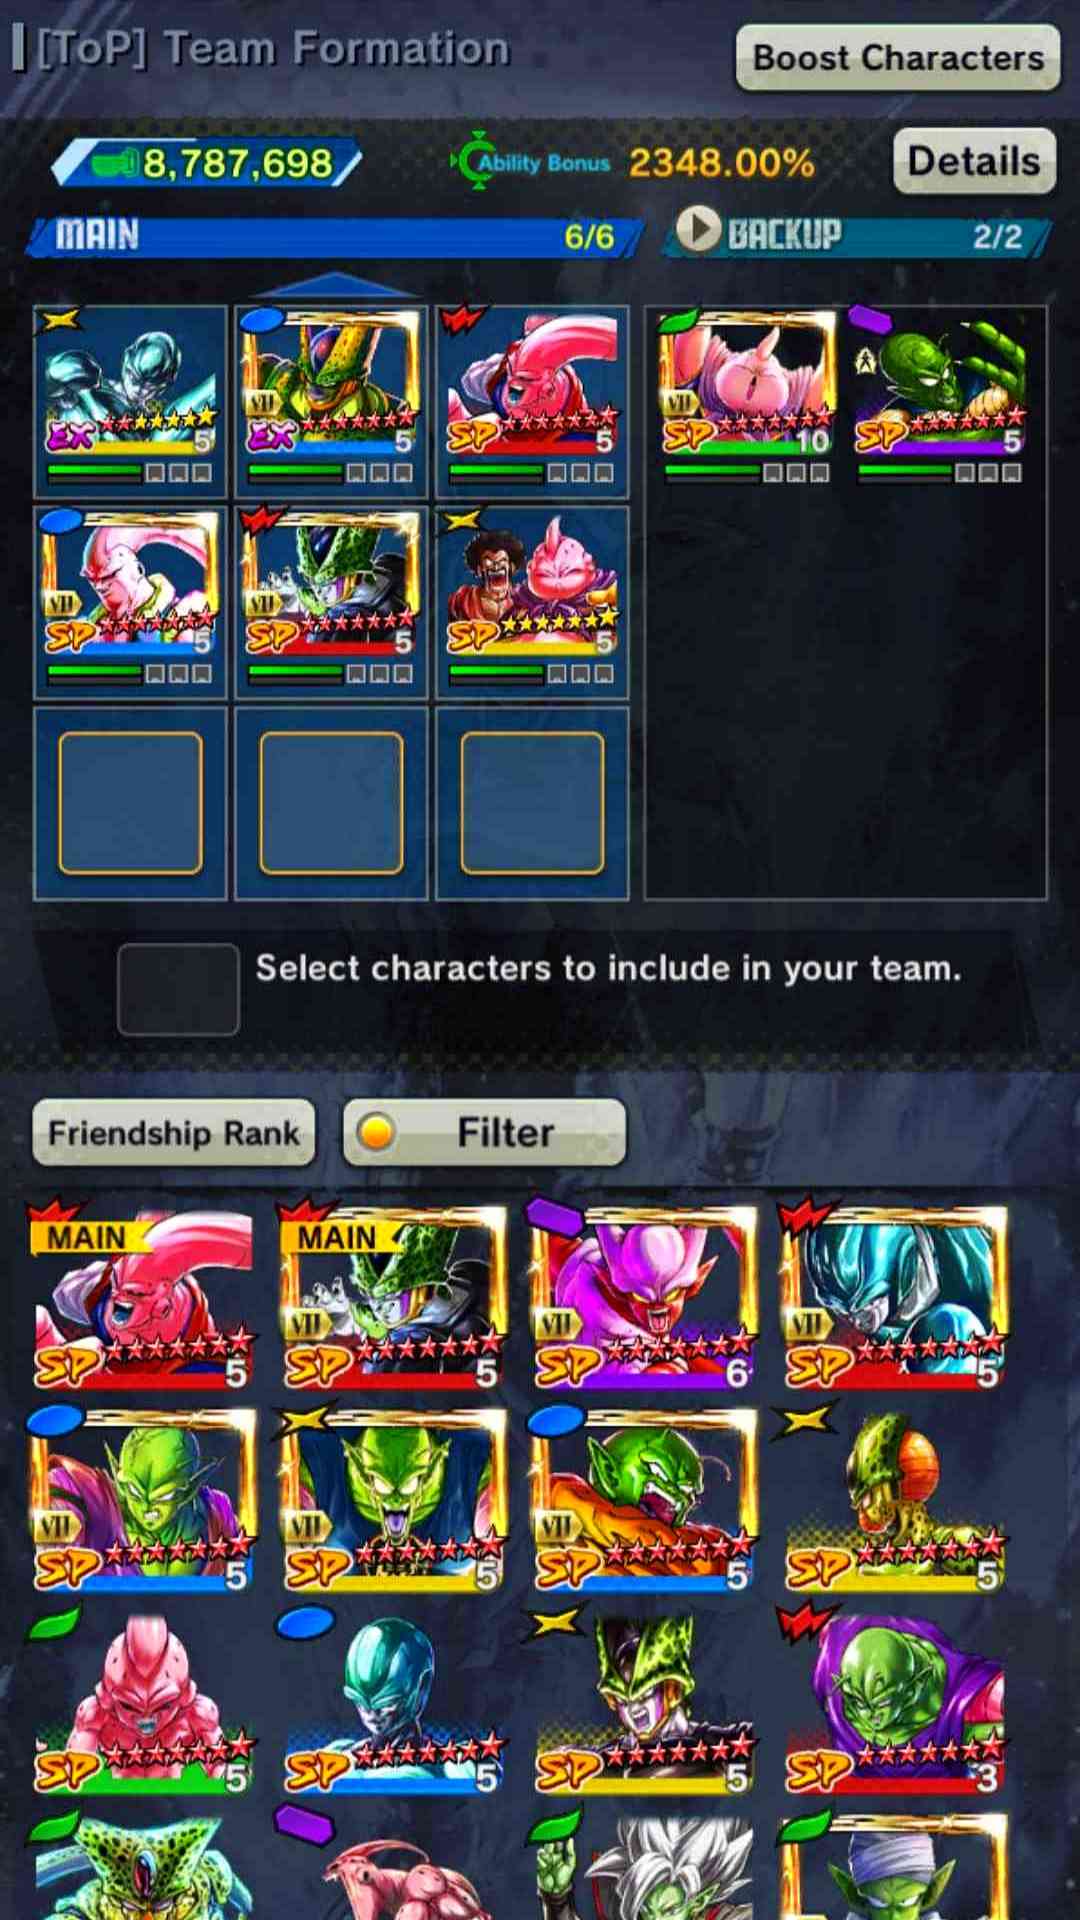 [ToP] Team Formation
Boost Characters
8,787,698
Ability Bonus 2348.00%
Details
MAIN 6/6
BACKUP 2/2
EX 5
VII EX 5
SP 5
VII SP 10
SP 5
VII SP 5
VII SP 5
SP 5
Select characters to include in your team.
Friendship Rank
Filter
MAIN SP 5
MAIN VII SP 5
VII SP 6
VII SP 5
VII SP 5
VII SP 5
VII SP 5
SP 5
SP 5
SP 5
SP 5
SP 3